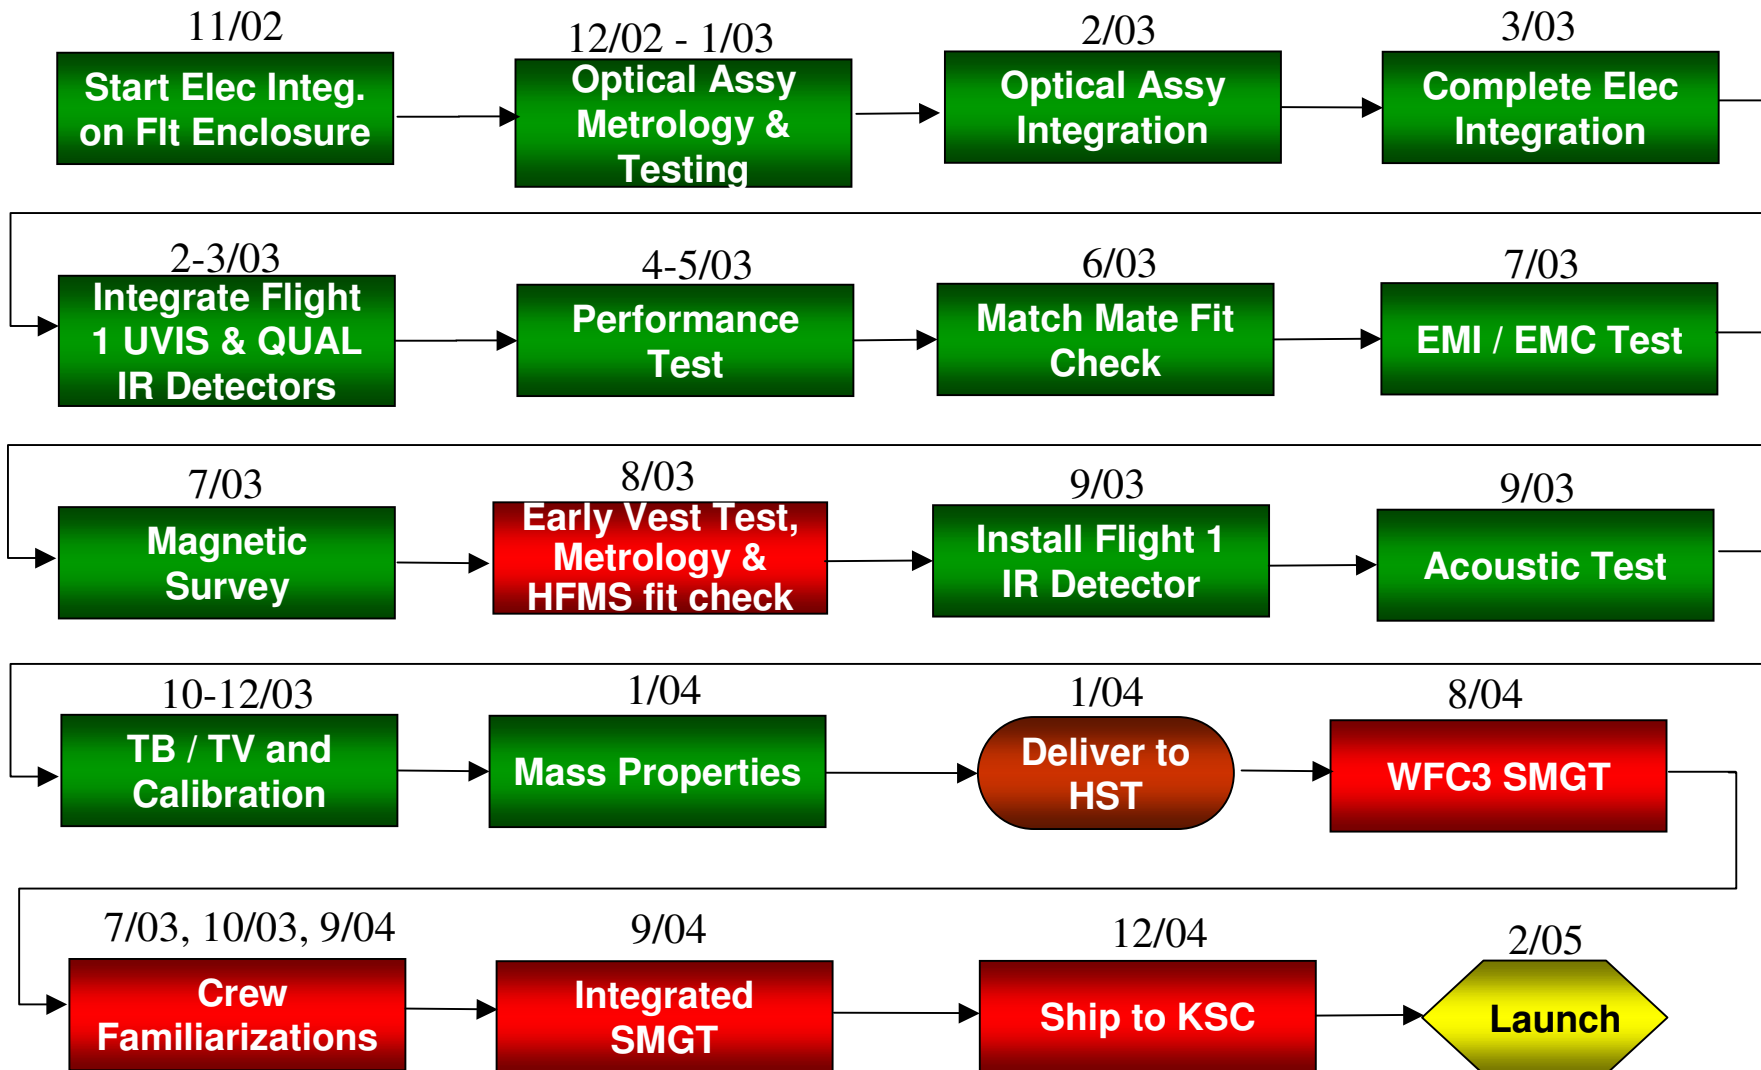 11/02
Start Elec Integ.
on Flt Enclosure
12/02 - 1/03
Optical Assy
Metrology &
Testing
2/03
Optical Assy
Integration
3/03
Complete Elec
Integration
2-3/03
Integrate Flight
1 UVIS & QUAL
IR Detectors
4-5/03
Performance
Test
6/03
Match Mate Fit
Check
7/03
EMI / EMC Test
7/03
Magnetic
Survey
8/03
Early Vest Test,
Metrology &
HFMS fit check
9/03
Install Flight 1
IR Detector
9/03
Acoustic Test
10-12/03
TB / TV and
Calibration
1/04
Mass Properties
1/04
Deliver to
HST
8/04
WFC3 SMGT
7/03, 10/03, 9/04
Crew
Familiarizations
9/04
Integrated
SMGT
12/04
Ship to KSC
2/05
Launch